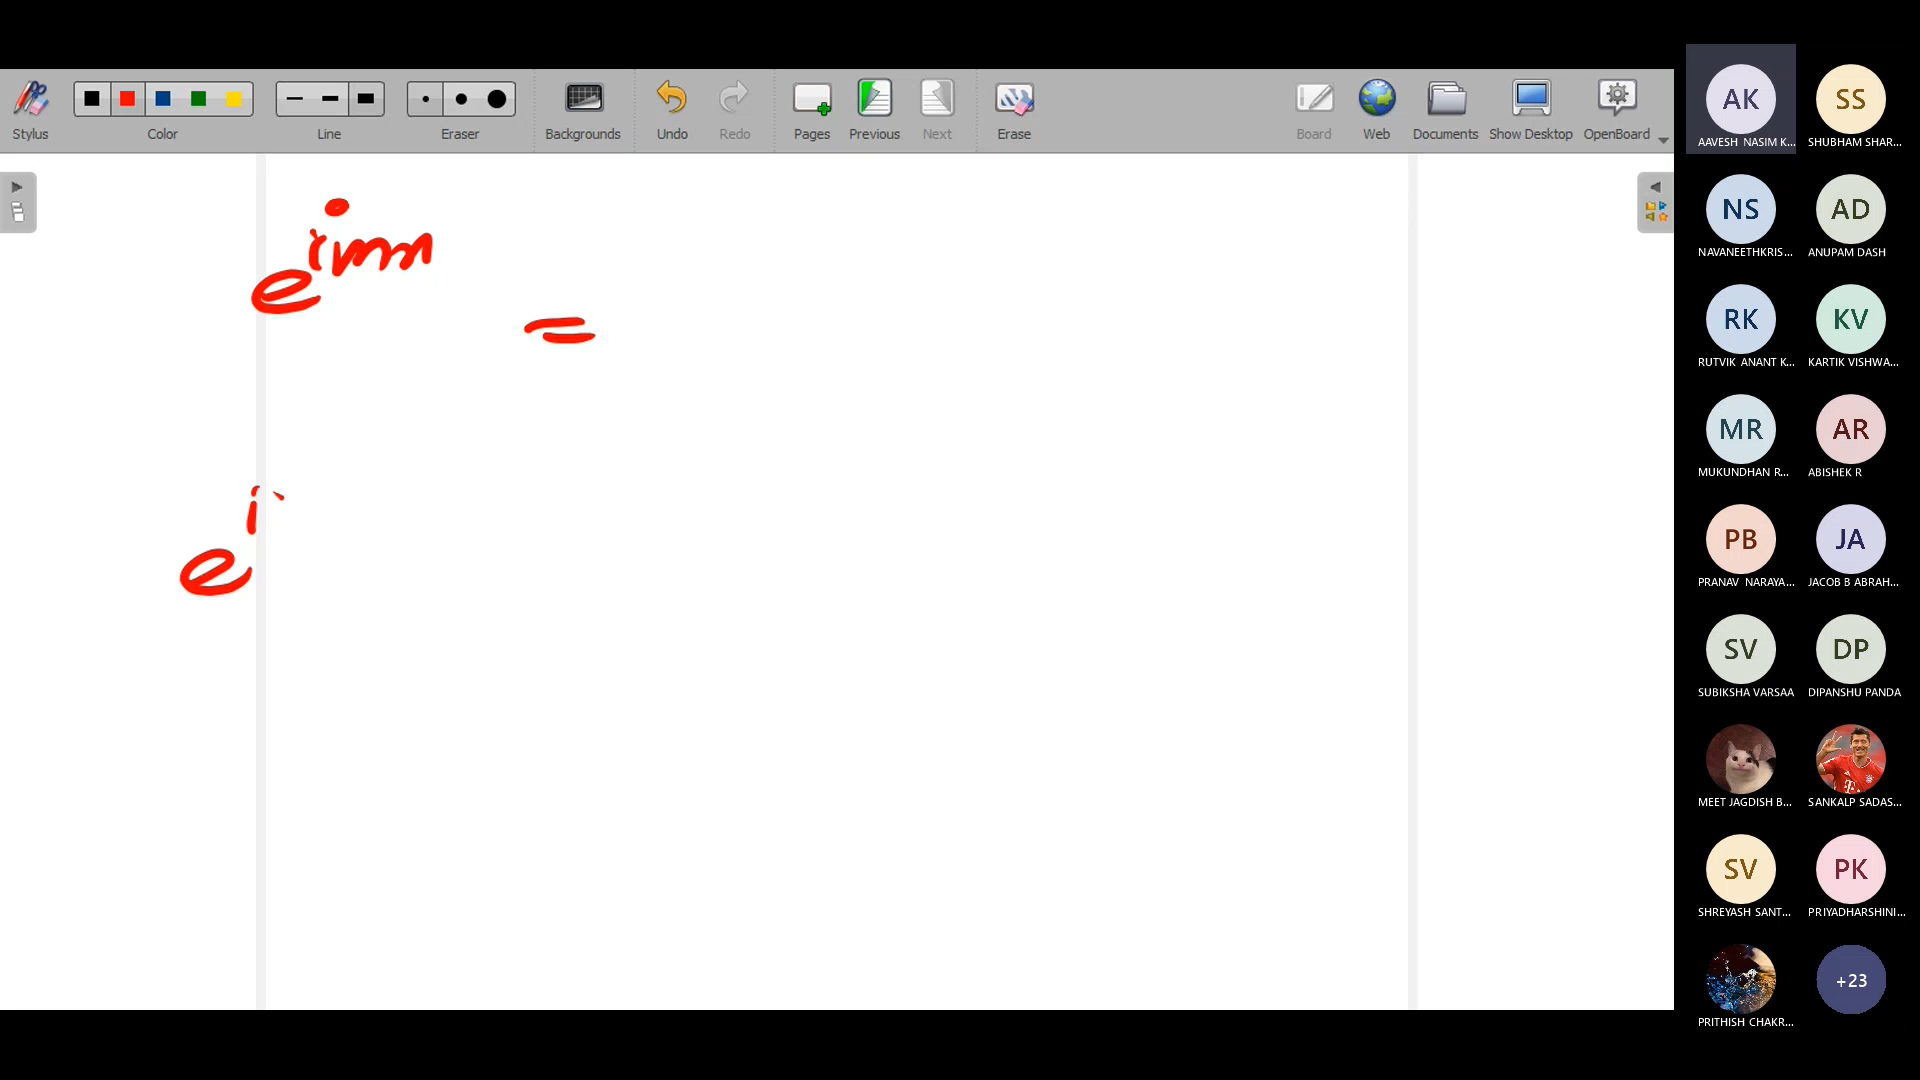 Stylus Color Line Eraser Backgrounds Undo Redo Pages Previous Next Erase Board Web Documents Show Desktop OpenBoard
AK SS
AAVESH NASIM K... SHUBHAM SHAR...
NS AD
NAVANEETHKRIS... ANUPAM DASH
RK KV
RUTVIK ANANT K... KARTIK VISHWA...
MR AR
MUKUNDHAN R... ABISHEK R
PB JA
PRANAV NARAYA... JACOB B ABRAH...
SV DP
SUBIKSHA VARSAA DIPANSHU PANDA
MEET JAGDISH B... SANKALP SADAS...
SV PK
SHREYASH SANT... PRIYADHARSHINI...
+23
PRITHISH CHAKR...
e i
=
e i